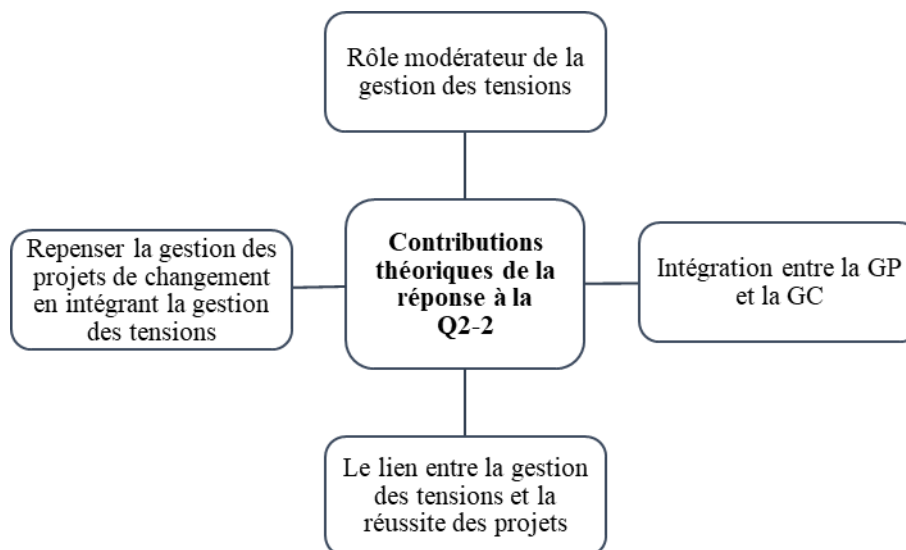 Rôle modérateur de la
gestion des tensions
Repenser la gestion des
projets de changement
en intégrant la gestion
des tensions
Contributions
théoriques de la
réponse à la
Q2-2
Intégration entre la GP
et la GC
Le lien entre la gestion
des tensions et la
réussite des projets